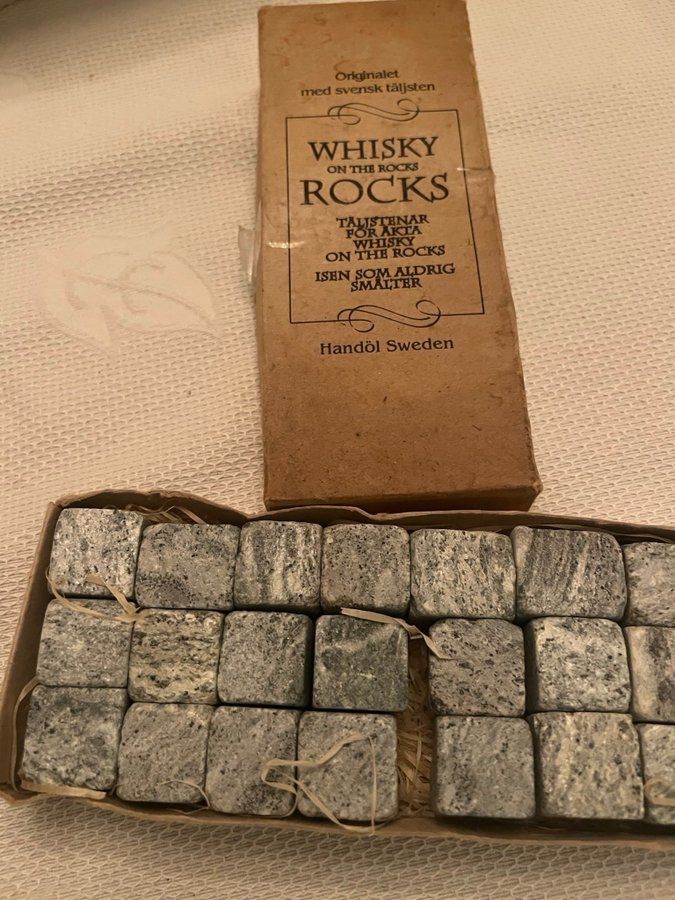 Originalet
med svensk täljsten
WHISKY
ON THE ROCKS
ROCKS
TÄLJSTENAR
FÖR ÄKTA
WHISKY
ON THE ROCKS
ISEN SOM ALDRIG
SMÄLTER
Handöl Sweden